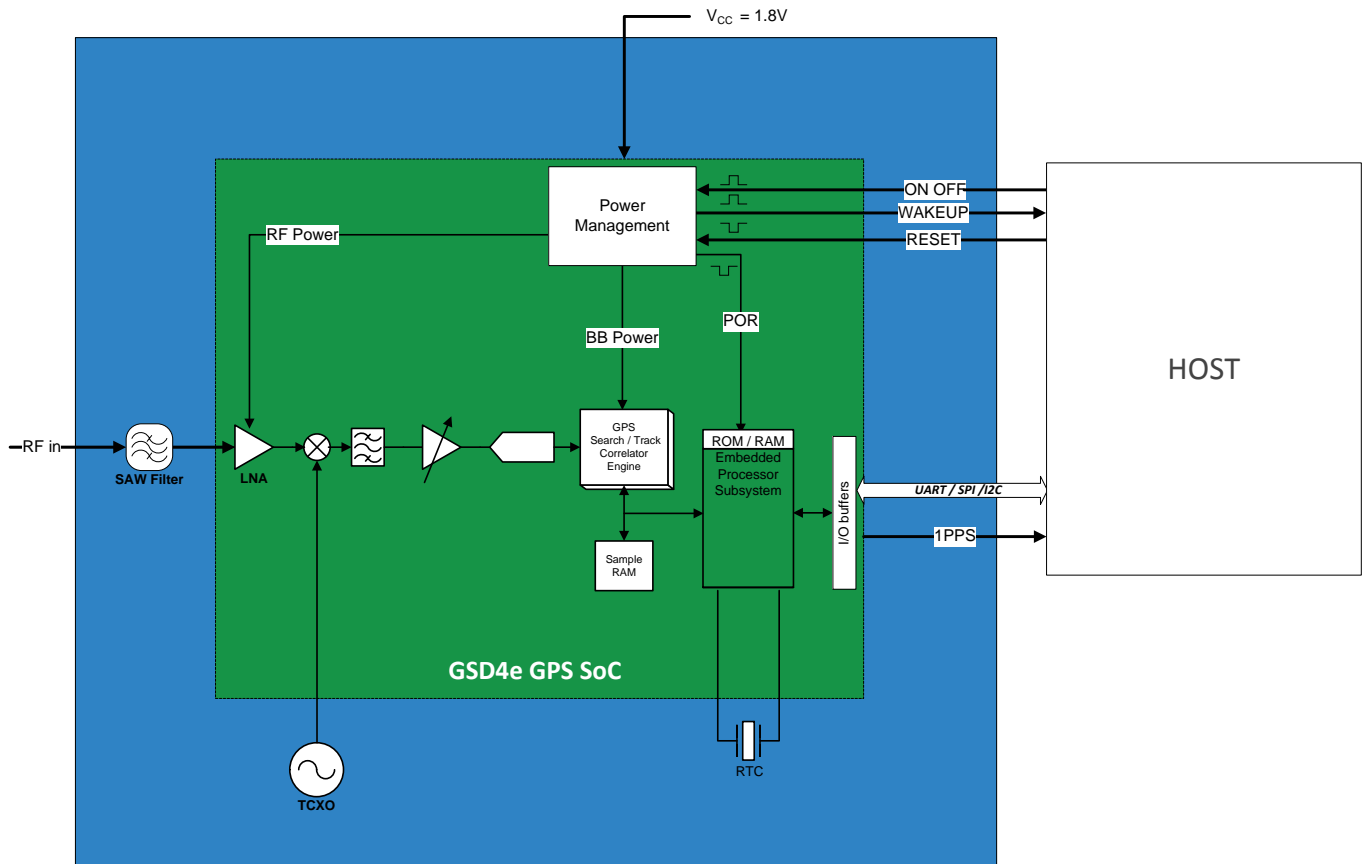 V_CC = 1.8V
Power
Management
ON OFF
WAKEUP
RESET
RF Power
BB Power
POR
HOST
RF in
SAW Filter
LNA
GPS
Search / Track
Correlator
Engine
ROM / RAM
Embedded
Processor
Subsystem
I/O buffers
UART / SPI /I2C
1PPS
Sample
RAM
GSD4e GPS SoC
RTC
TCXO